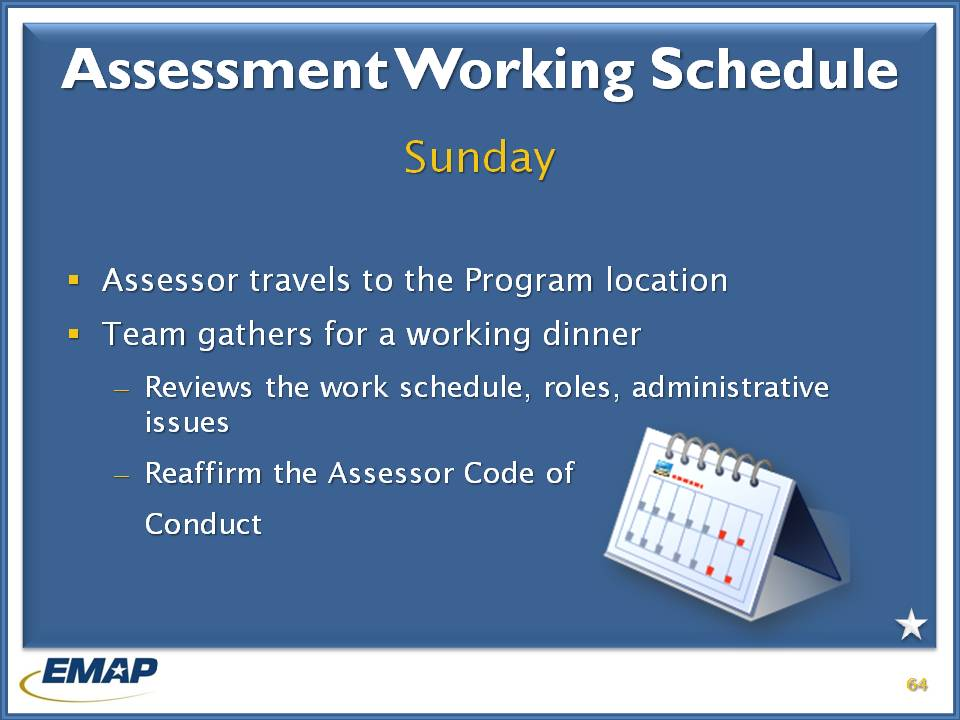 Assessment Working Schedule
Sunday
▪ Assessor travels to the Program location
▪ Team gathers for a working dinner
– Reviews the work schedule, roles, administrative
issues
– Reaffirm the Assessor Code of
Conduct
EMAP
64